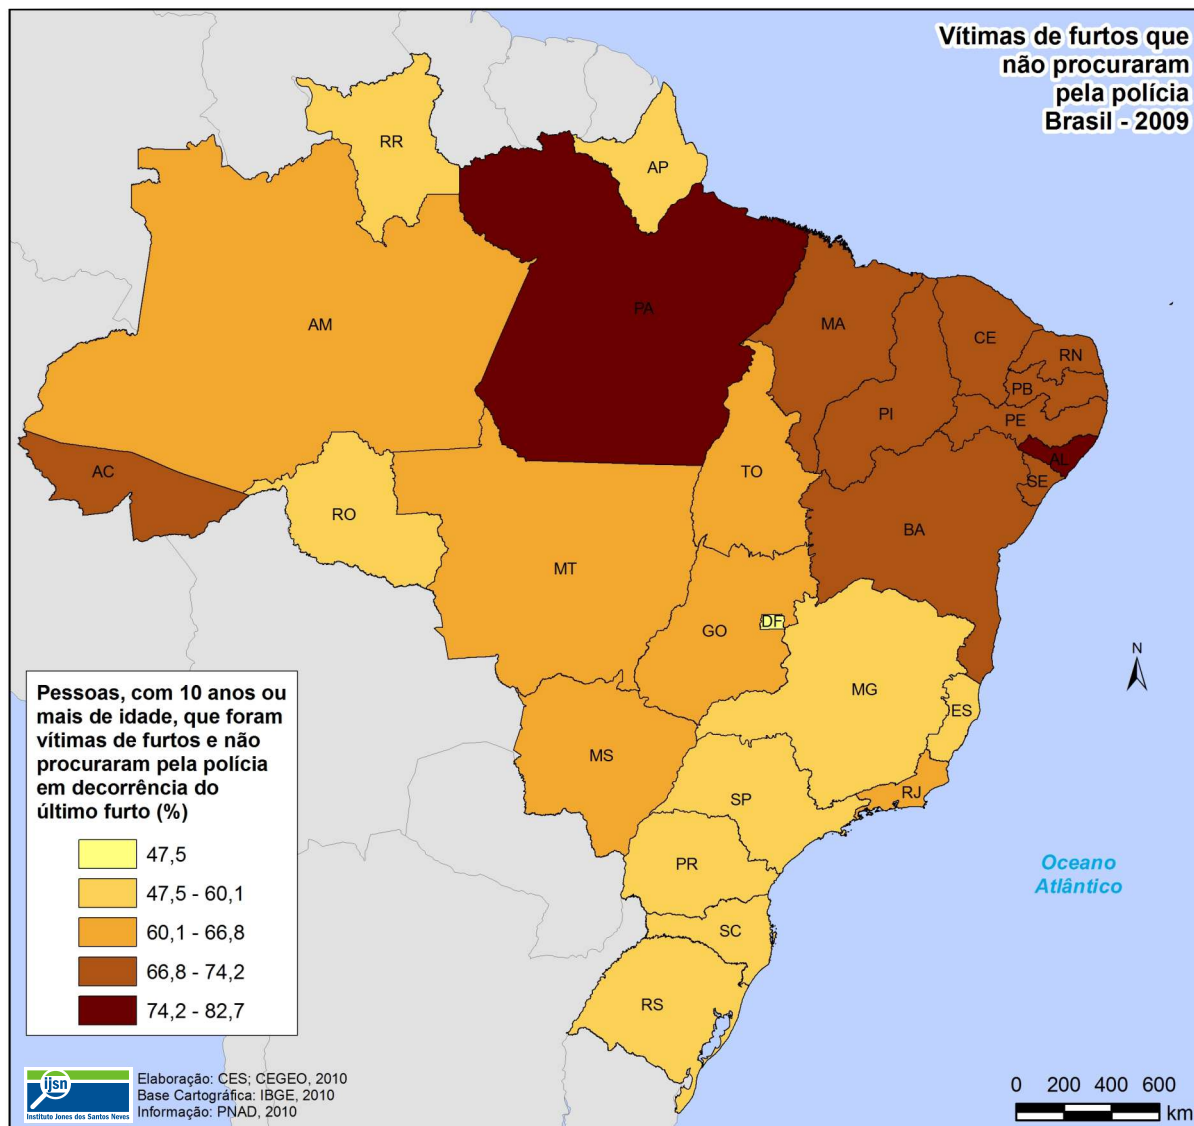 Vítimas de furtos que
não procuraram
pela polícia
Brasil - 2009
RR
AP
AM
PA
MA
CE
RN
PB
PI
PE
AC
TO
AL
SE
RO
BA
MT
DF
GO
N
MG
ES
MS
RJ
SP
PR
SC
RS
Oceano
Atlântico
Pessoas, com 10 anos ou
mais de idade, que foram
vítimas de furtos e não
procuraram pela polícia
em decorrência do
último furto (%)
47,5
47,5 - 60,1
60,1 - 66,8
66,8 - 74,2
74,2 - 82,7
ijsn
Instituto Jones dos Santos Neves
Elaboração: CES; CEGEO, 2010
Base Cartográfica: IBGE, 2010
Informação: PNAD, 2010
0 200 400 600
km